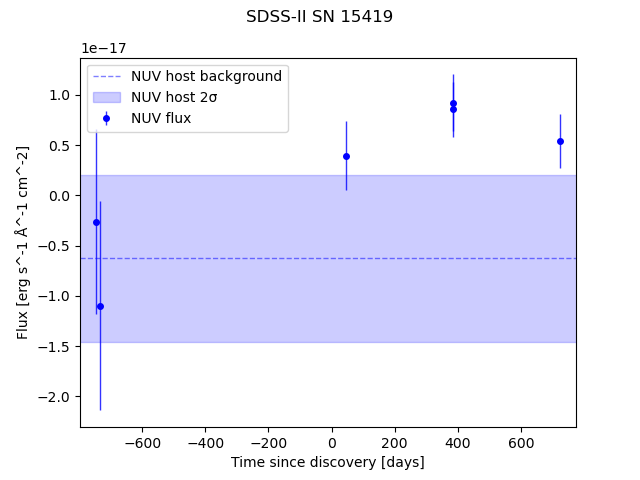 SDSS-II SN 15419
1e−17
NUV host background
NUV host 2σ
NUV flux
1.0
0.5
0.0
−0.5
−1.0
−1.5
−2.0
Flux [erg s^-1 Å^-1 cm^-2]
−600 −400 −200 0 200 400 600
Time since discovery [days]